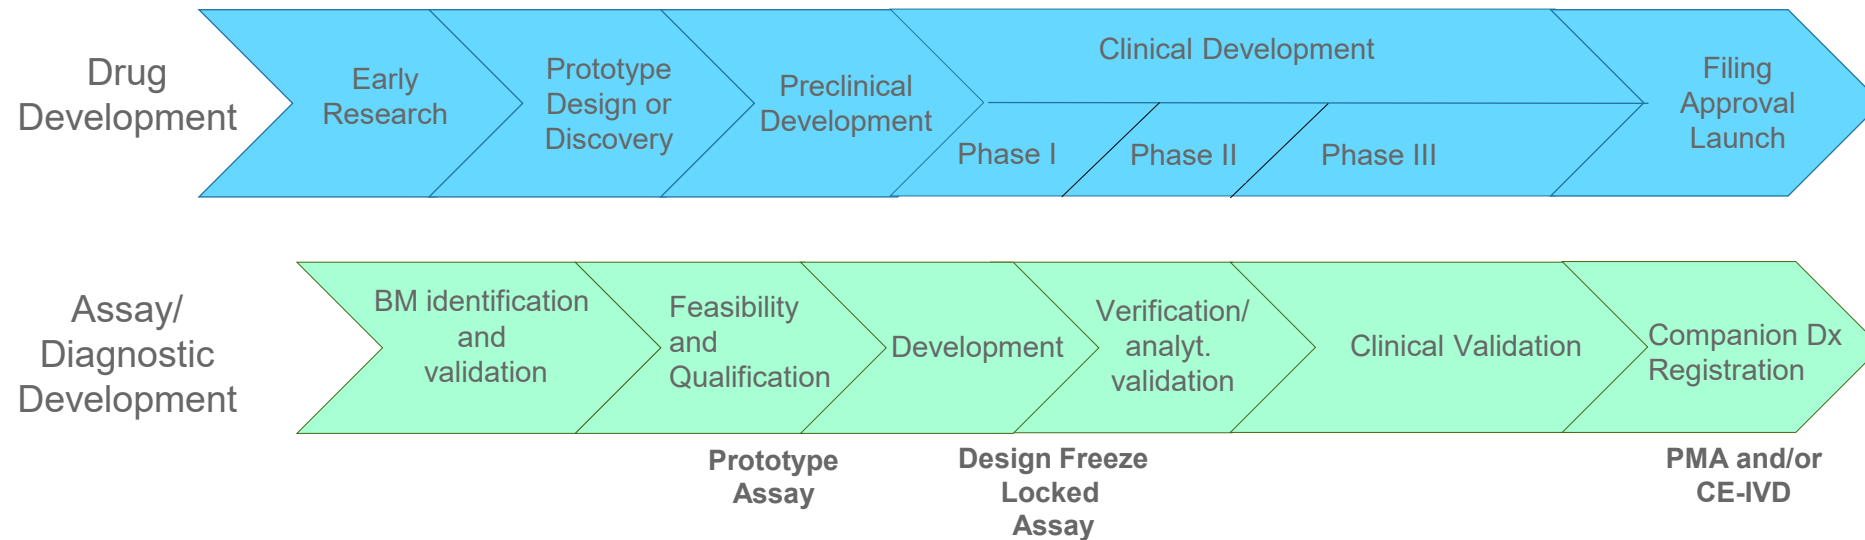 Drug
Development
Early
Research
Prototype
Design or
Discovery
Preclinical
Development
Clinical Development
Phase I
Phase II
Phase III
Filing
Approval
Launch
Assay/
Diagnostic
Development
BM identification
and
validation
Feasibility
and
Qualification
Development
Verification/
analyt.
validation
Clinical Validation
Companion Dx
Registration
Prototype
Assay
Design Freeze
Locked
Assay
PMA and/or
CE-IVD